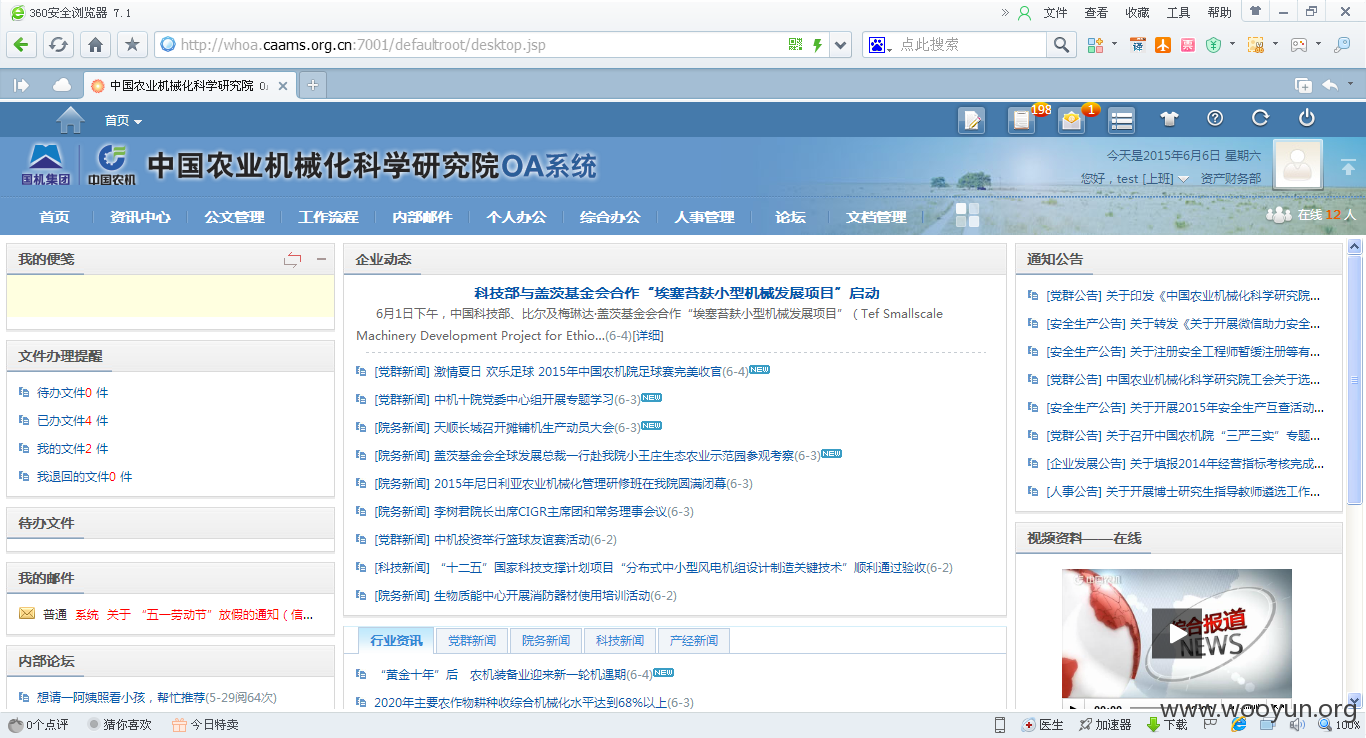 360安全浏览器 7.1
文件 查看 收藏 工具 帮助
http://whoa.caams.org.cn:7001/defaultroot/desktop.jsp
点此搜索
中国农业机械化科学研究院
首页
198
1
国机集团
中国农机
中国农业机械化科学研究院OA系统
今天是2015年6月6日 星期六
您好，test [上班] 资产财务部
首页 资讯中心 公文管理 工作流程 内部邮件 个人办公 综合办公 人事管理 论坛 文档管理
在线 12 人
我的便笺
文件办理提醒
待办文件0 件
已办文件4 件
我的文件2 件
我退回的文件0 件
待办文件
我的邮件
普通 系统 关于 “五一劳动节”放假的通知（信...
内部论坛
想请一阿姨照看小孩，帮忙推荐(5-29阅64次)
企业动态
科技部与盖茨基金会合作“埃塞苔麸小型机械发展项目”启动
6月1日下午，中国科技部、比尔及梅琳达·盖茨基金会合作“埃塞苔麸小型机械发展项目”（ Tef Smallscale
Machinery Development Project for Ethio...(6-4)[详细]
[党群新闻] 激情夏日 欢乐足球 2015年中国农机院足球赛完美收官(6-4)NEW
[党群新闻] 中机十院党委中心组开展专题学习(6-3)NEW
[院务新闻] 天顺长城召开摊铺机生产动员大会(6-3)NEW
[院务新闻] 盖茨基金会全球发展总裁一行赴我院小王庄生态农业示范园参观考察(6-3)NEW
[院务新闻] 2015年尼日利亚农业机械化管理研修班在我院圆满闭幕(6-3)
[院务新闻] 李树君院长出席CIGR主席团和常务理事会议(6-3)
[党群新闻] 中机投资举行篮球友谊赛活动(6-2)
[科技新闻] “十二五”国家科技支撑计划项目“分布式中小型风电机组设计制造关键技术”顺利通过验收(6-2)
[院务新闻] 生物质能中心开展消防器材使用培训活动(6-2)
行业资讯 党群新闻 院务新闻 科技新闻 产经新闻
“黄金十年”后 农机装备业迎来新一轮机遇期(6-4)NEW
2020年主要农作物耕种收综合机械化水平达到68%以上(6-3)
通知公告
[党群公告] 关于印发《中国农业机械化科学研究院...
[安全生产公告] 关于转发《关于开展微信助力安全...
[安全生产公告] 关于注册安全工程师暂缓注册等有...
[党群公告] 中国农业机械化科学研究院工会关于选...
[安全生产公告] 关于开展2015年安全生产互查活动...
[党群公告] 关于召开中国农机院“三严三实”专题...
[企业发展公告] 关于填报2014年经营指标考核完成...
[人事公告] 关于开展博士研究生指导教师遴选工作...
视频资料——在线
综合报道
NEWS
0个点评 猜你喜欢 今日特卖
医生 加速器 下载 100%
www.wooyun.org